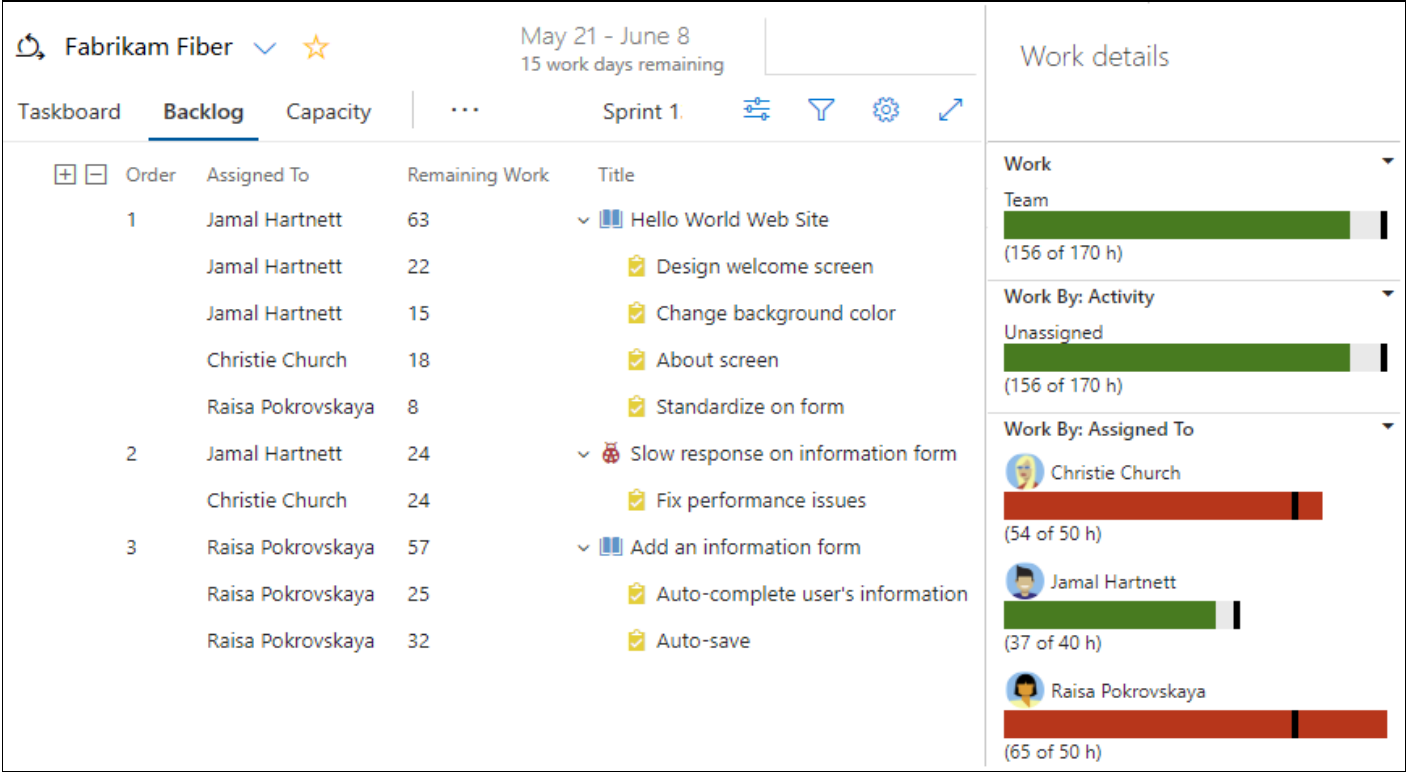 Fabrikam Fiber
May 21 - June 8
15 work days remaining
Taskboard Backlog Capacity ... Sprint 1.
Order Assigned To Remaining Work Title
1 Jamal Hartnett 63 Hello World Web Site
Jamal Hartnett 22 Design welcome screen
Jamal Hartnett 15 Change background color
Christie Church 18 About screen
Raisa Pokrovskaya 8 Standardize on form
2 Jamal Hartnett 24 Slow response on information form
Christie Church 24 Fix performance issues
3 Raisa Pokrovskaya 57 Add an information form
Raisa Pokrovskaya 25 Auto-complete user's information
Raisa Pokrovskaya 32 Auto-save
Work details
Work
Team
(156 of 170 h)
Work By: Activity
Unassigned
(156 of 170 h)
Work By: Assigned To
Christie Church
(54 of 50 h)
Jamal Hartnett
(37 of 40 h)
Raisa Pokrovskaya
(65 of 50 h)